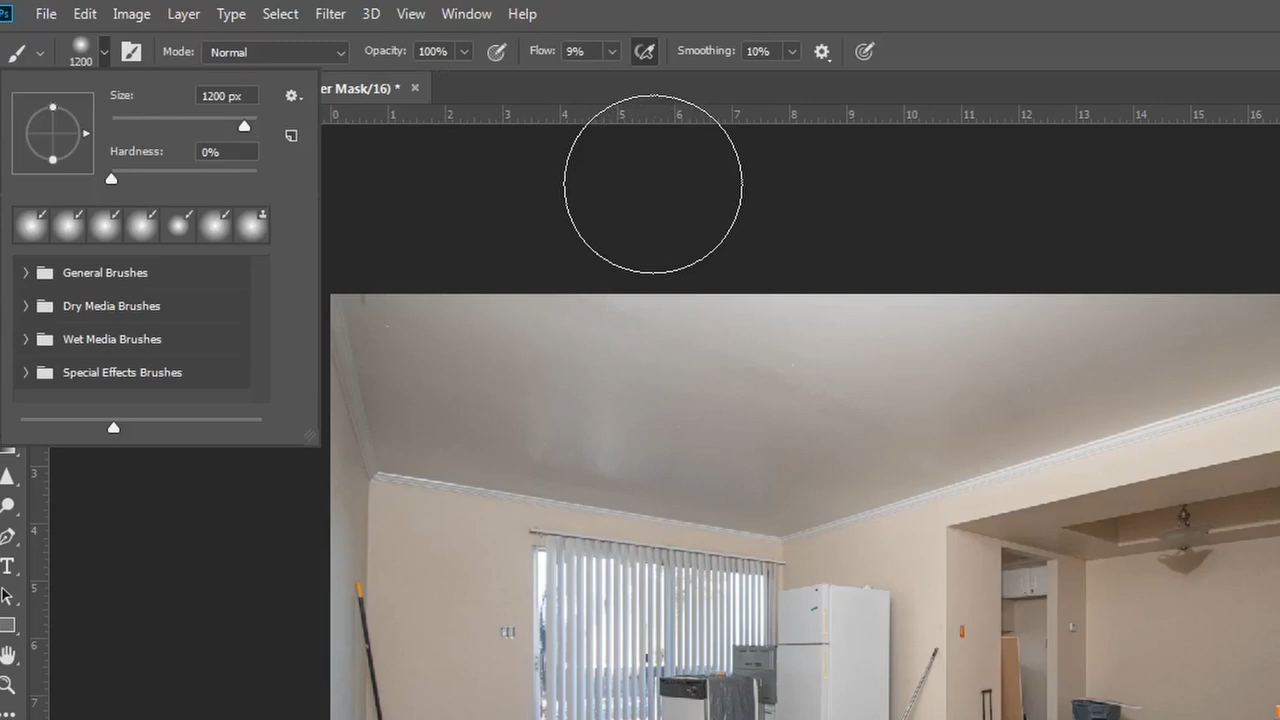 Ps File Edit Image Layer Type Select Filter 3D View Window Help
1200 Mode: Normal Opacity: 100% Flow: 9% Smoothing: 10%
er Mask/16) * ×
Size: 1200 px
0 1 2 3 4 5 6 7 8 9 10 11 12 13 14 15 16
Hardness: 0%
General Brushes
Dry Media Brushes
Wet Media Brushes
Special Effects Brushes
3
4
T
5
6
7